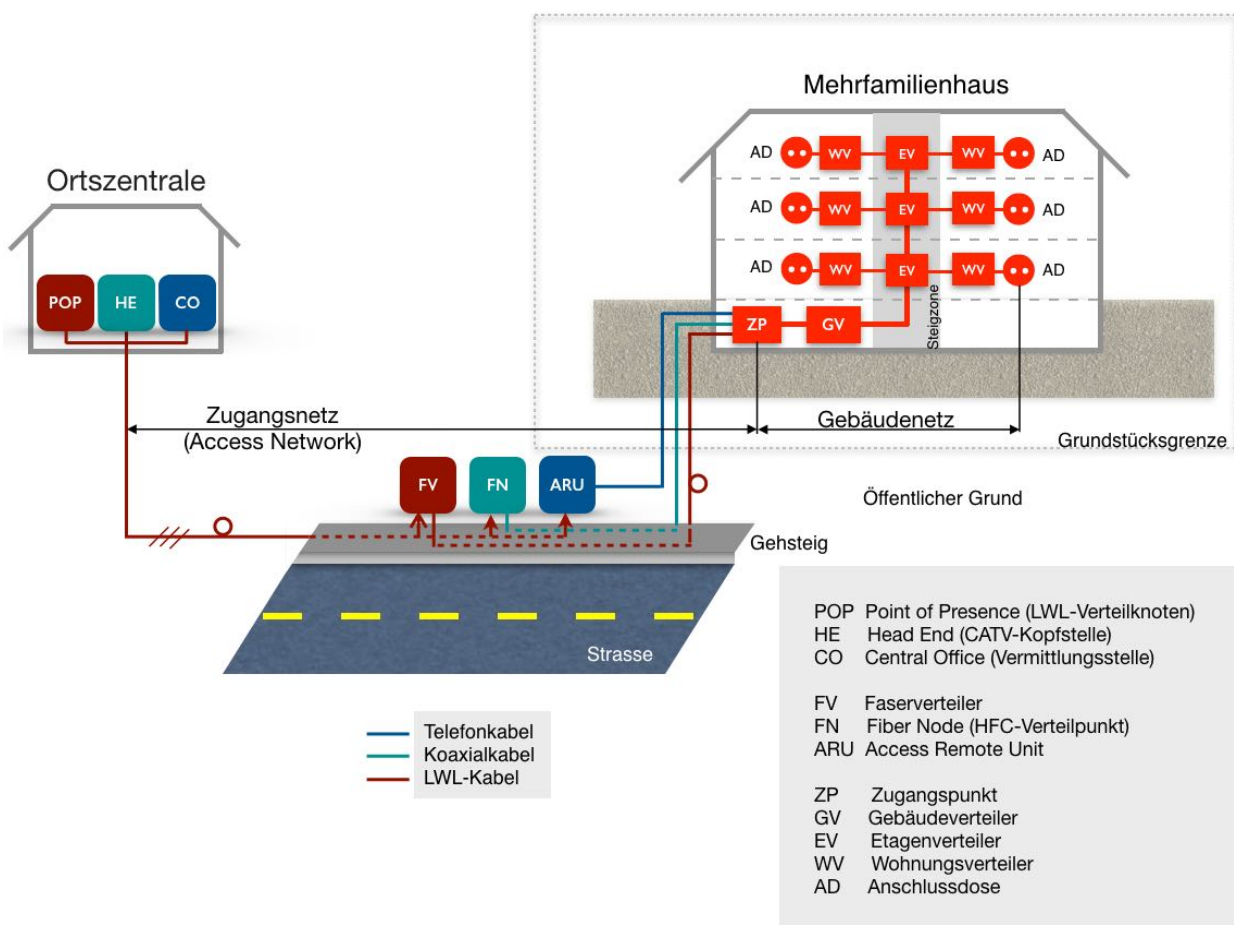 Mehrfamilienhaus
AD WV EV WV AD
Ortszentrale
AD WV EV WV AD
AD WV EV WV AD
POP HE CO
ZP GV
Steigzone
Zugangsnetz
(Access Network)
Gebäudenetz
Grundstücksgrenze
FV FN ARU
Öffentlicher Grund
Gehsteig
Strasse
POP Point of Presence (LWL-Verteilknoten)
HE Head End (CATV-Kopfstelle)
CO Central Office (Vermittlungsstelle)
FV Faserverteiler
FN Fiber Node (HFC-Verteilpunkt)
ARU Access Remote Unit
ZP Zugangspunkt
GV Gebäudeverteiler
EV Etagenverteiler
WV Wohnungsverteiler
AD Anschlussdose
Telefonkabel
Koaxialkabel
LWL-Kabel